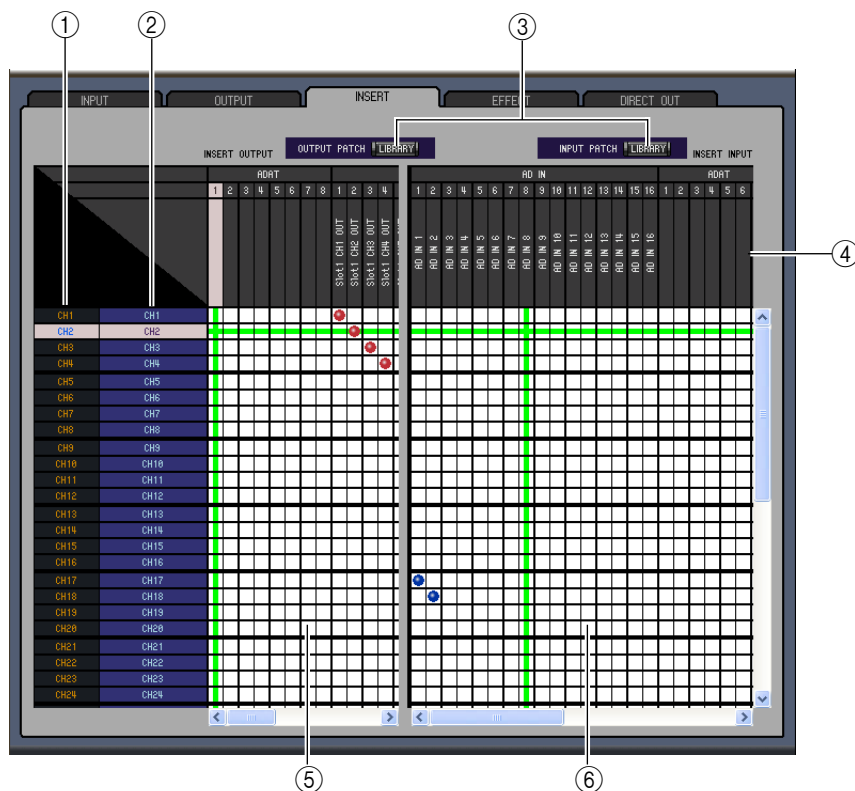 ① ② ③
INPUT OUTPUT INSERT EFFECT DIRECT OUT
INSERT OUTPUT OUTPUT PATCH LIBRARY INPUT PATCH LIBRARY INSERT INPUT
ADAT AD IN ADAT
1 2 3 4 5 6 7 8 1 2 3 4 1 2 3 4 5 6 7 8 9 10 11 12 13 14 15 16 1 2 3 4 5 6
Slot1 CH1 OUT
Slot1 CH2 OUT
Slot1 CH3 OUT
Slot1 CH4 OUT
AD IN 1
AD IN 2
AD IN 3
AD IN 4
AD IN 5
AD IN 6
AD IN 7
AD IN 8
AD IN 9
AD IN 10
AD IN 11
AD IN 12
AD IN 13
AD IN 14
AD IN 15
AD IN 16
④
CH1 CH1
CH2 CH2
CH3 CH3
CH4 CH4
CH5 CH5
CH6 CH6
CH7 CH7
CH8 CH8
CH9 CH9
CH10 CH10
CH11 CH11
CH12 CH12
CH13 CH13
CH14 CH14
CH15 CH15
CH16 CH16
CH17 CH17
CH18 CH18
CH19 CH19
CH20 CH20
CH21 CH21
CH22 CH22
CH23 CH23
CH24 CH24
⑤ ⑥